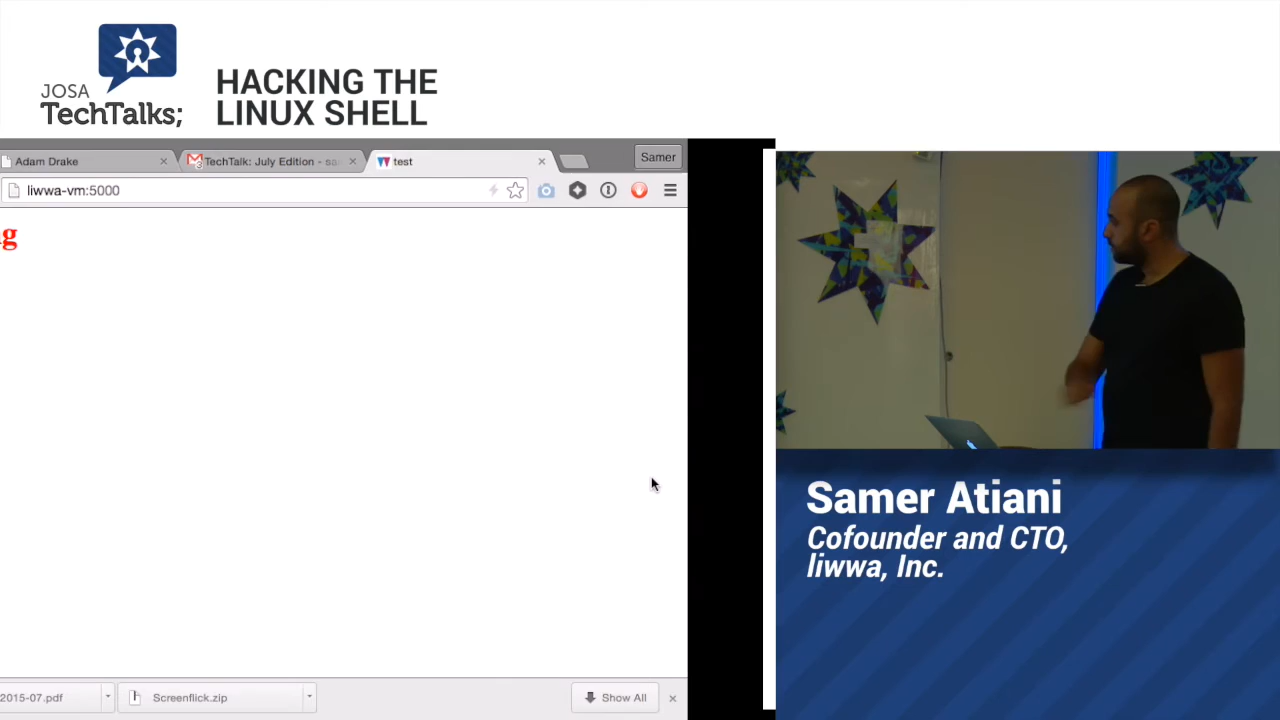 JOSA
TechTalks;
HACKING THE
LINUX SHELL
Adam Drake
TechTalk: July Edition - sa
test
Samer
liwwa-vm:5000
g
Samer Atiani
Cofounder and CTO,
liwwa, Inc.
2015-07.pdf
Screenflick.zip
Show All